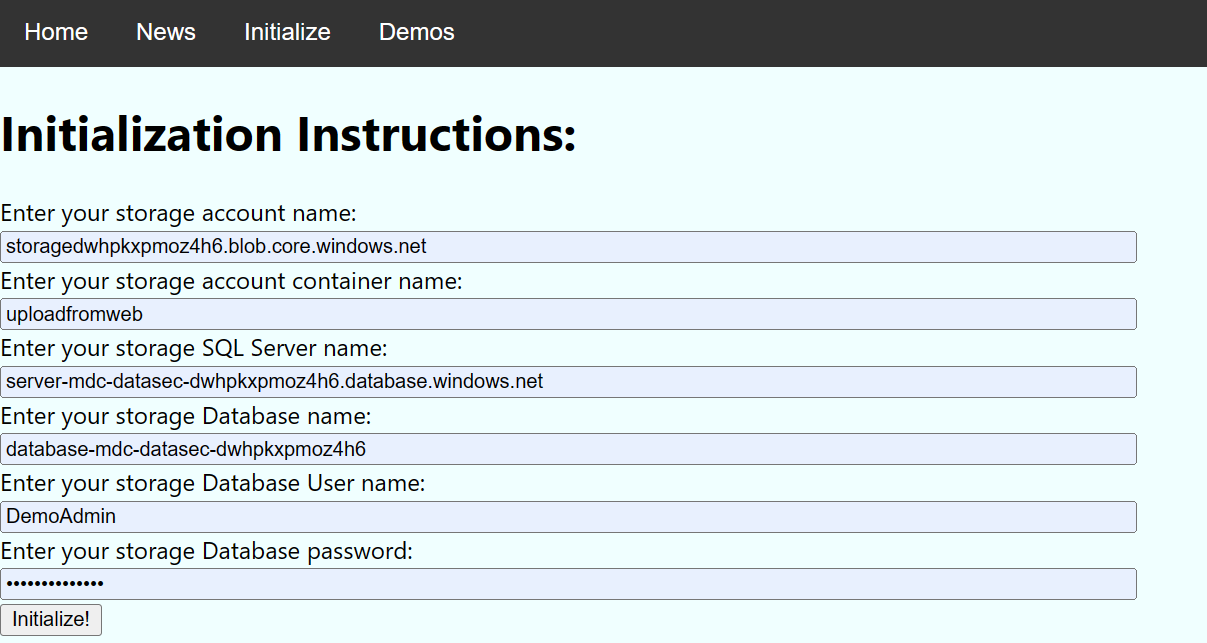 Home News Initialize Demos
Initialization Instructions:
Enter your storage account name:
storagedwhpkxpmoz4h6.blob.core.windows.net
Enter your storage account container name:
uploadfromweb
Enter your storage SQL Server name:
server-mdc-datasec-dwhpkxpmoz4h6.database.windows.net
Enter your storage Database name:
database-mdc-datasec-dwhpkxpmoz4h6
Enter your storage Database User name:
DemoAdmin
Enter your storage Database password:
••••••••••••••
Initialize!